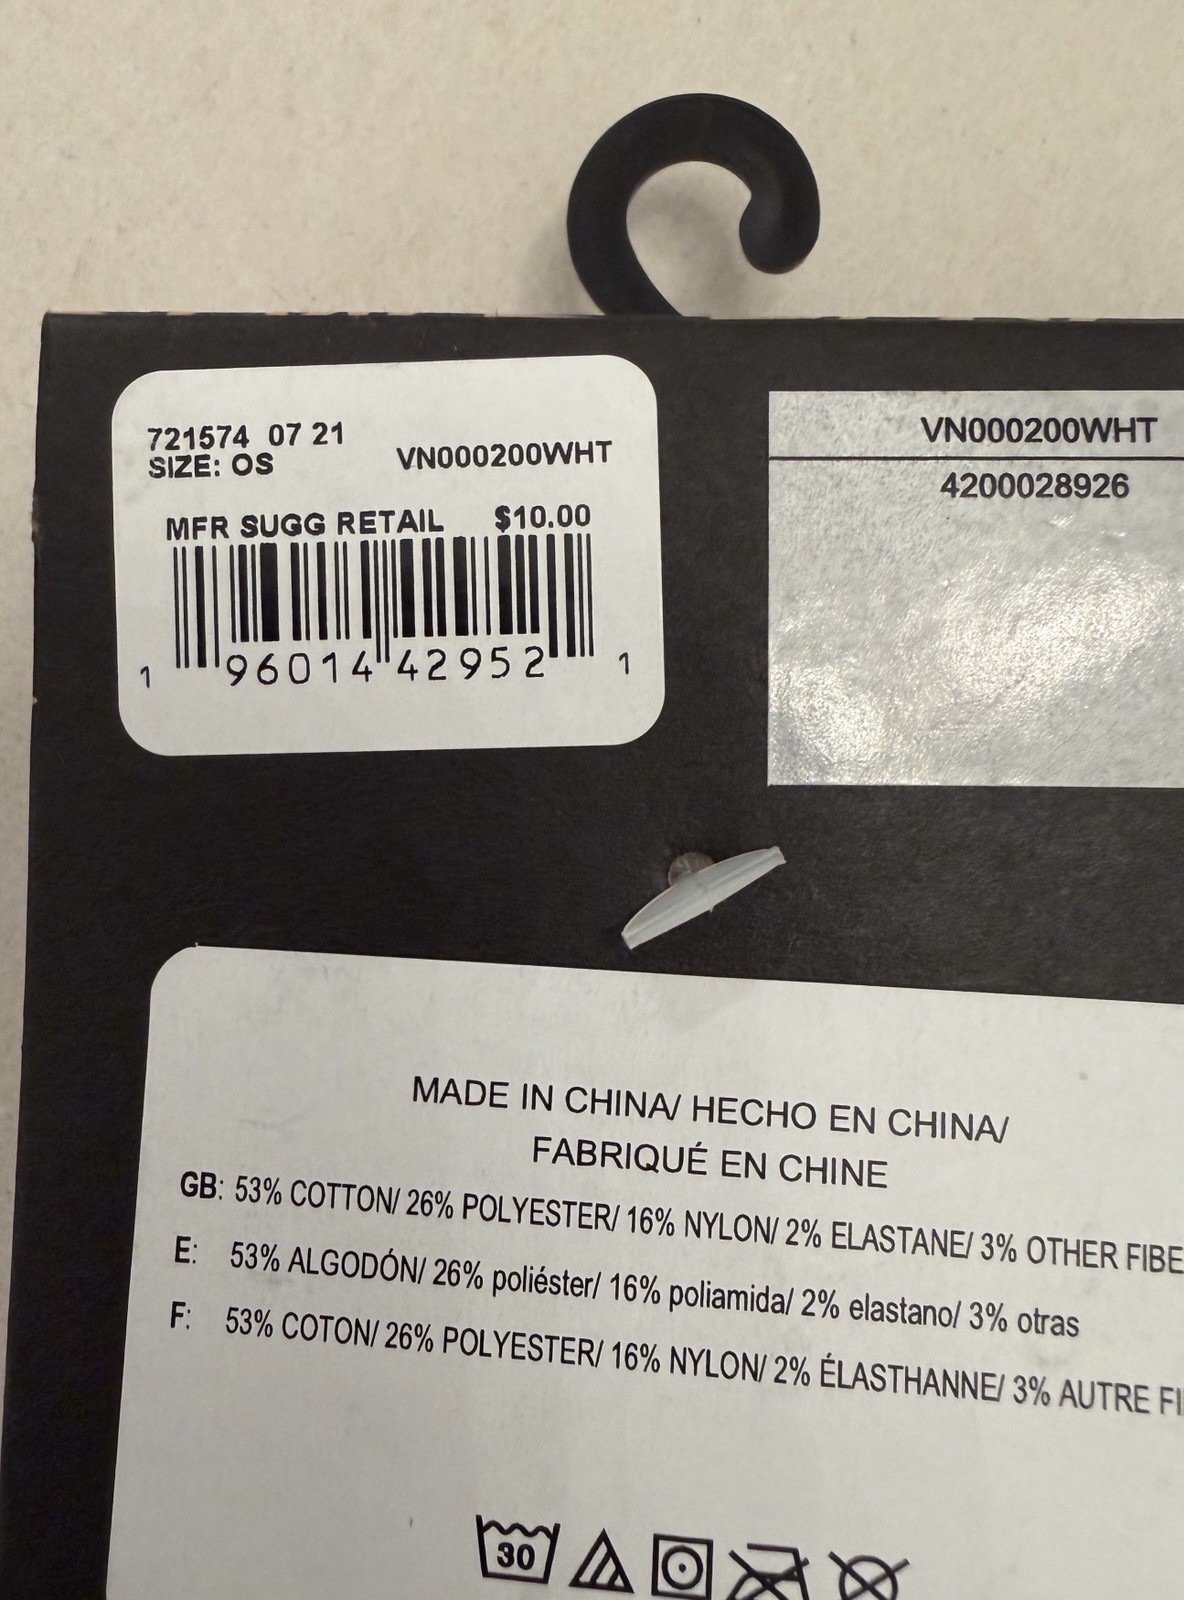 721574 07 21
SIZE: OS
VN000200WHT
MFR SUGG RETAIL $10.00
1 96014 42952 1
VN000200WHT
4200028926
MADE IN CHINA/ HECHO EN CHINA/
FABRIQUÉ EN CHINE
GB: 53% COTTON/ 26% POLYESTER/ 16% NYLON/ 2% ELASTANE/ 3% OTHER FIBE
E: 53% ALGODÓN/ 26% poliéster/ 16% poliamida/ 2% elastano/ 3% otras
F: 53% COTON/ 26% POLYESTER/ 16% NYLON/ 2% ÉLASTHANNE/ 3% AUTRE FI
30